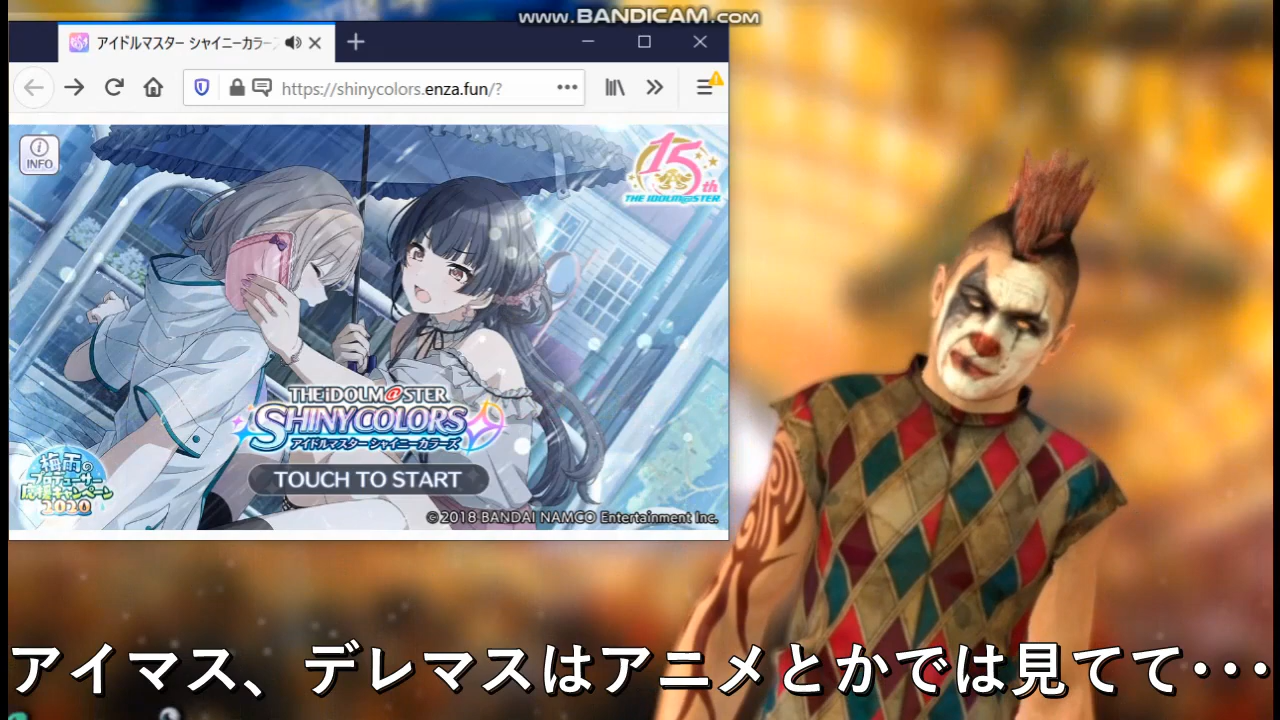 www.BANDICAM.com
アイドルマスター シャイニーカラー
https://shinycolors.enza.fun/?
INFO
15th
THE IDOLM@STER
THE iDOLM@STER
SHINYCOLORS
アイドルマスター シャイニーカラーズ
梅雨の
プロデューサー
応援キャンペーン
2020
TOUCH TO START
© 2018 BANDAI NAMCO Entertainment Inc.
アイマス、デレマスはアニメとかでは見てて･･･